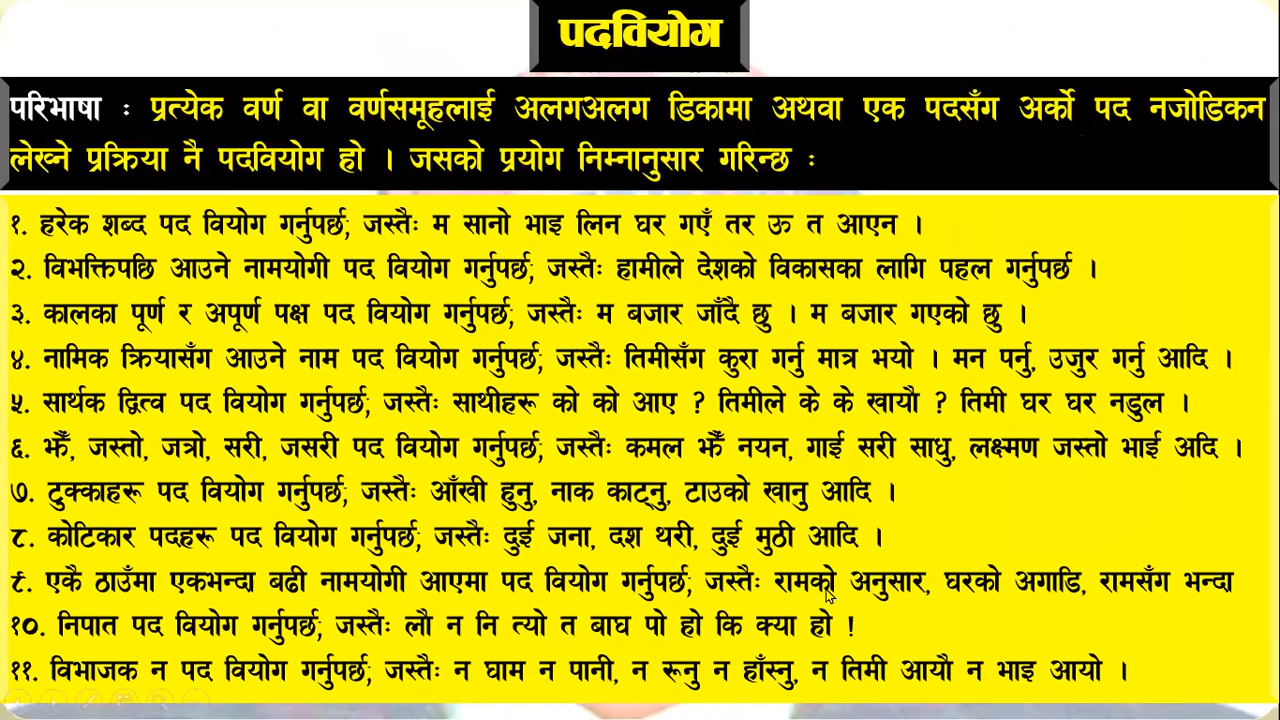 पदवियोग
परिभाषा : प्रत्येक वर्ण वा वर्णसमूहलाई अलगअलग डिकामा अथवा एक पदसँग अर्को पद नजोडिकन
लेख्ने प्रक्रिया नै पदवियोग हो । जसको प्रयोग निम्नानुसार गरिन्छ :
१. हरेक शब्द पद वियोग गर्नुपर्छ; जस्तैः म सानो भाइ लिन घर गएँ तर ऊ त आएन ।
२. विभक्तिपछि आउने नामयोगी पद वियोग गर्नुपर्छ; जस्तैः हामीले देशको विकासका लागि पहल गर्नुपर्छ ।
३. कालका पूर्ण र अपूर्ण पक्ष पद वियोग गर्नुपर्छ; जस्तैः म बजार जाँदै छु । म बजार गएको छु ।
४. नामिक क्रियासँग आउने नाम पद वियोग गर्नुपर्छ; जस्तैः तिमीसँग कुरा गर्नु मात्र भयो । मन पर्नु, उजुर गर्नु आदि ।
५. सार्थक द्वित्व पद वियोग गर्नुपर्छ; जस्तैः साथीहरू को को आए ? तिमीले के के खायौ ? तिमी घर घर नडुल ।
६. झैँ, जस्तो, जत्रो, सरी, जसरी पद वियोग गर्नुपर्छ; जस्तैः कमल झैँ नयन, गाई सरी साधु, लक्ष्मण जस्तो भाई अदि ।
७. टुक्काहरू पद वियोग गर्नुपर्छ; जस्तैः आँखी हुनु, नाक काट्नु, टाउको खानु आदि ।
८. कोटिकार पदहरू पद वियोग गर्नुपर्छ; जस्तैः दुई जना, दश थरी, दुई मुठी आदि ।
९. एकै ठाउँमा एकभन्दा बढी नामयोगी आएमा पद वियोग गर्नुपर्छ; जस्तैः रामको अनुसार, घरको अगाडि, रामसँग भन्दा
१०. निपात पद वियोग गर्नुपर्छ; जस्तैः लौ न नि त्यो त बाघ पो हो कि क्या हो !
११. विभाजक न पद वियोग गर्नुपर्छ; जस्तैः न घाम न पानी, न रूनु न हाँस्नु, न तिमी आयौ न भाइ आयो ।